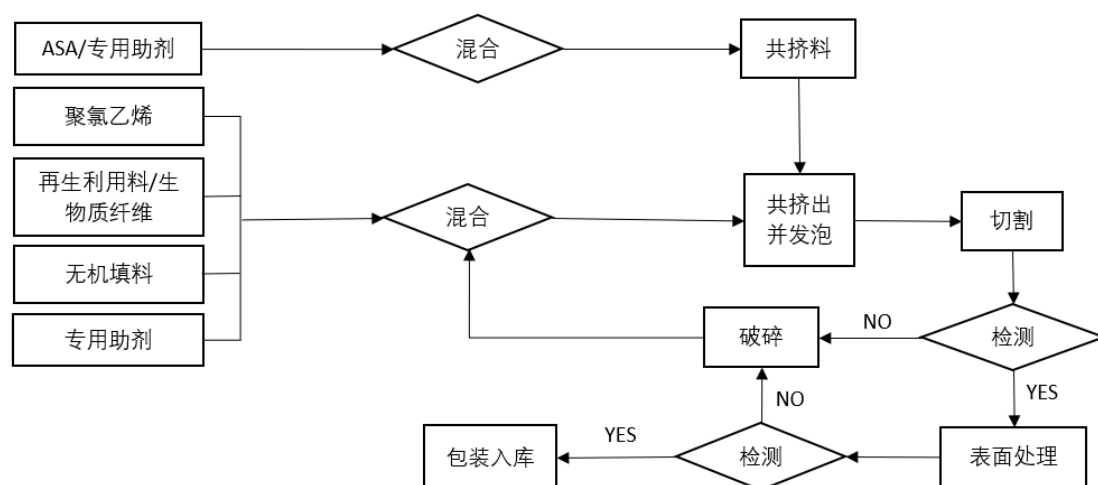 ASA/专用助剂
混合
共挤料
聚氯乙烯
再生利用料/生
物质纤维
混合
共挤出
并发泡
切割
无机填料
专用助剂
破碎
NO
检测
YES
NO
包装入库
YES
检测
表面处理